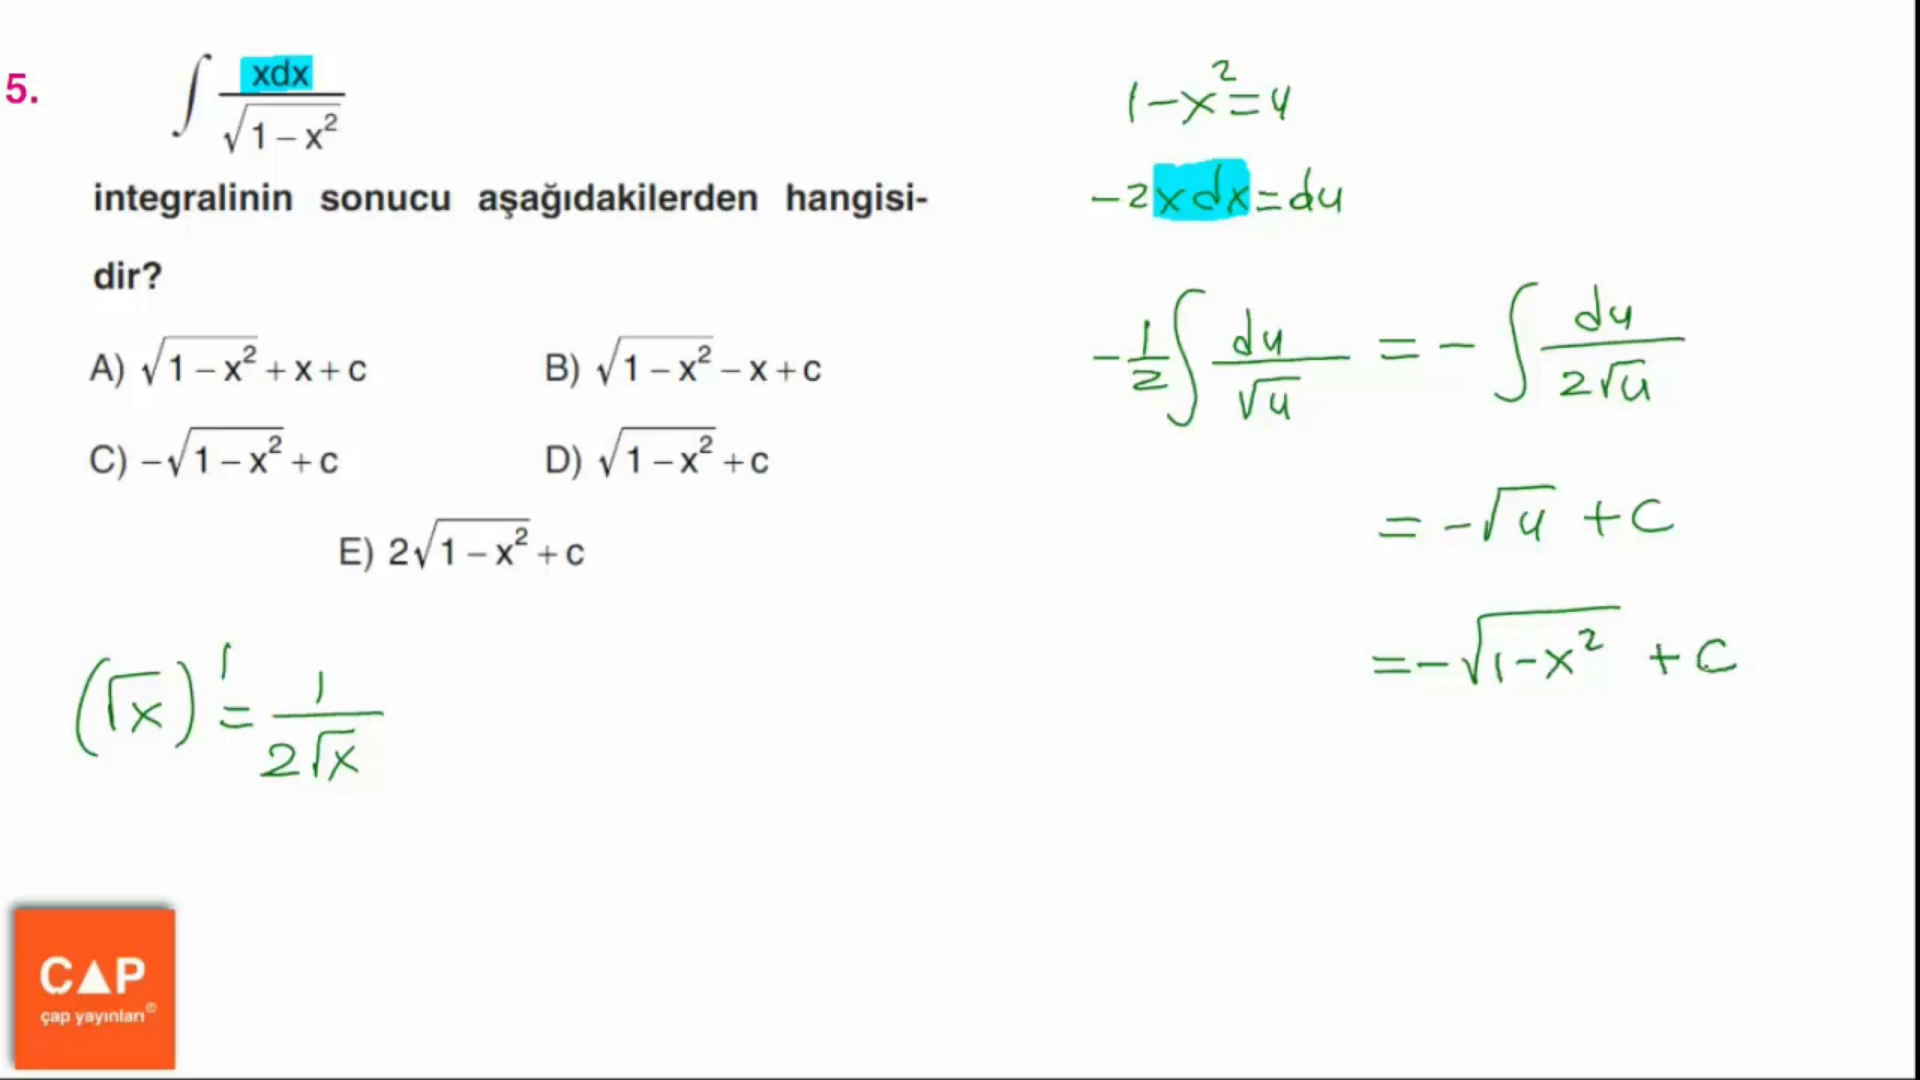 5.
∫ xdx / √(1 – x²)
integralinin sonucu aşağıdakilerden hangisi-
dir?
A) √(1 – x²) + x + c
B) √(1 – x²) – x + c
C) –√(1 – x²) + c
D) √(1 – x²) + c
E) 2√(1 – x²) + c
(√x)' = 1 / 2√x
1 – x² = u
–2xdx = du
–1/2 ∫ du / √u = – ∫ du / 2√u
= –√u + c
= –√(1 – x²) + c
CAP
çap yayınları®